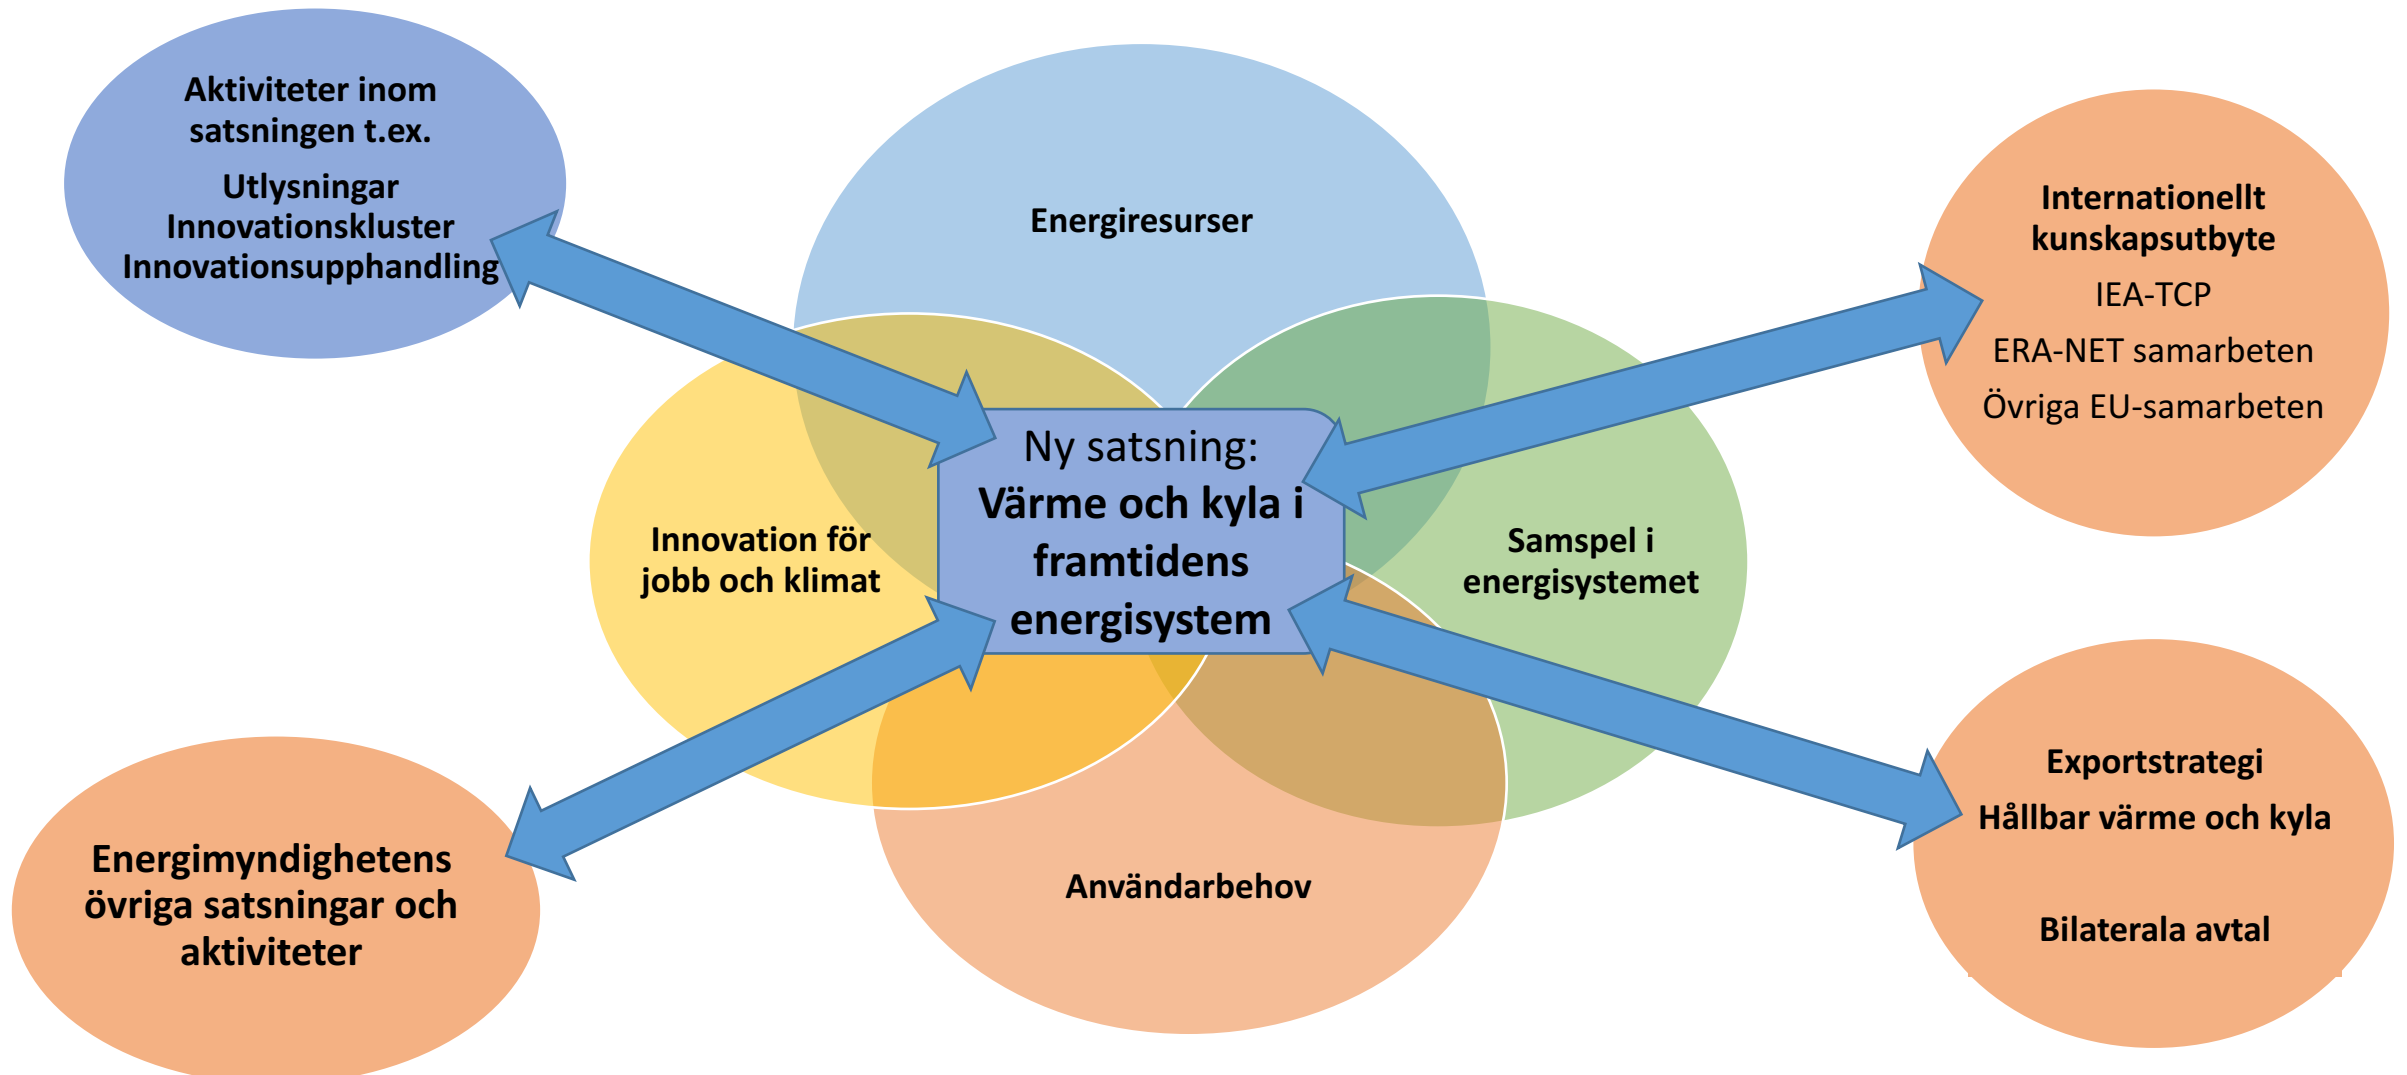 Aktiviteter inom
satsningen t.ex.
Utlysningar
Innovationskluster
Innovationsupphandling
Energiresurser
Internationellt
kunskapsutbyte
IEA-TCP
ERA-NET samarbeten
Övriga EU-samarbeten
Innovation för
jobb och klimat
Ny satsning:
Värme och kyla i
framtidens
energisystem
Samspel i
energisystemet
Energimyndighetens
övriga satsningar och
aktiviteter
Användarbehov
Exportstrategi
Hållbar värme och kyla
Bilaterala avtal